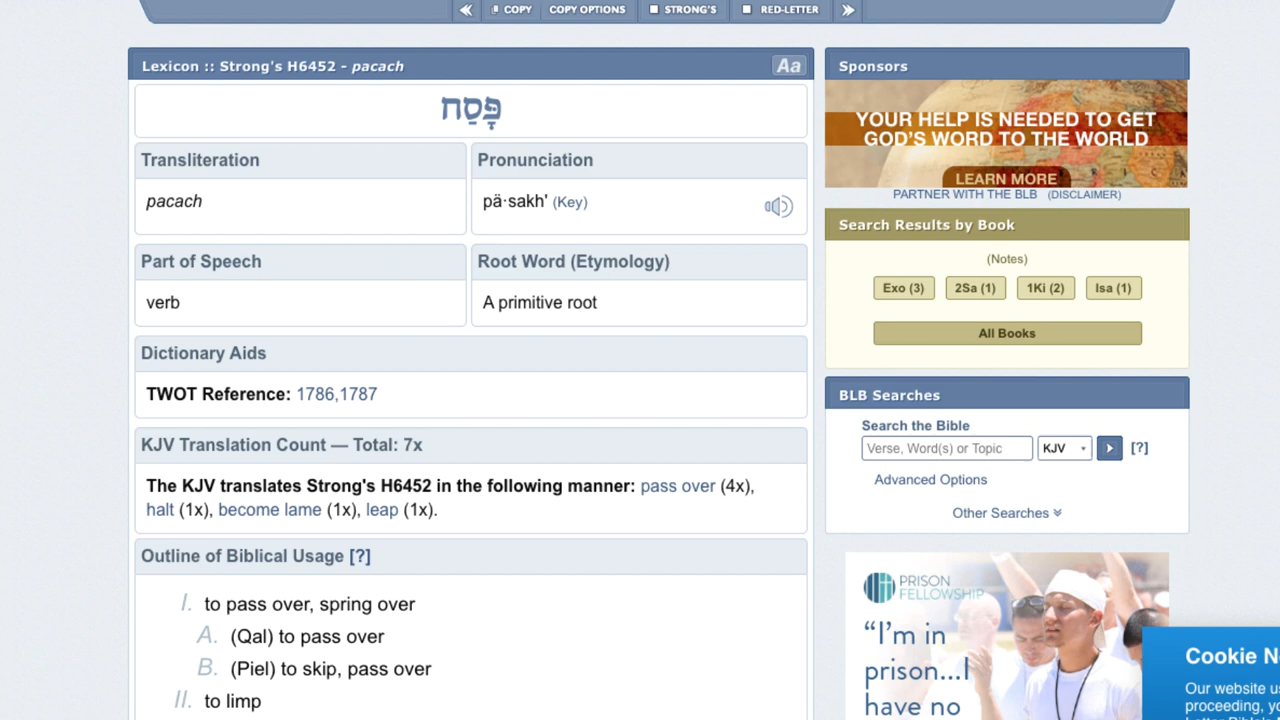 COPY COPY OPTIONS STRONG'S RED-LETTER
Lexicon :: Strong's H6452 - pacach Aa
פָּסַח
Transliteration
pacach
Pronunciation
pä·sakh' (Key)
Part of Speech
verb
Root Word (Etymology)
A primitive root
Dictionary Aids
TWOT Reference: 1786,1787
KJV Translation Count — Total: 7x
The KJV translates Strong's H6452 in the following manner: pass over (4x),
halt (1x), become lame (1x), leap (1x).
Outline of Biblical Usage [?]
I. to pass over, spring over
A. (Qal) to pass over
B. (Piel) to skip, pass over
II. to limp
Sponsors
YOUR HELP IS NEEDED TO GET
GOD'S WORD TO THE WORLD
LEARN MORE
PARTNER WITH THE BLB (DISCLAIMER)
Search Results by Book
(Notes)
Exo (3) 2Sa (1) 1Ki (2) Isa (1)
All Books
BLB Searches
Search the Bible
Verse, Word(s) or Topic KJV [?]
Advanced Options
Other Searches
PRISON
FELLOWSHIP
“I’m in
prison...I
have no
Cookie N
Our website us
proceeding, yo